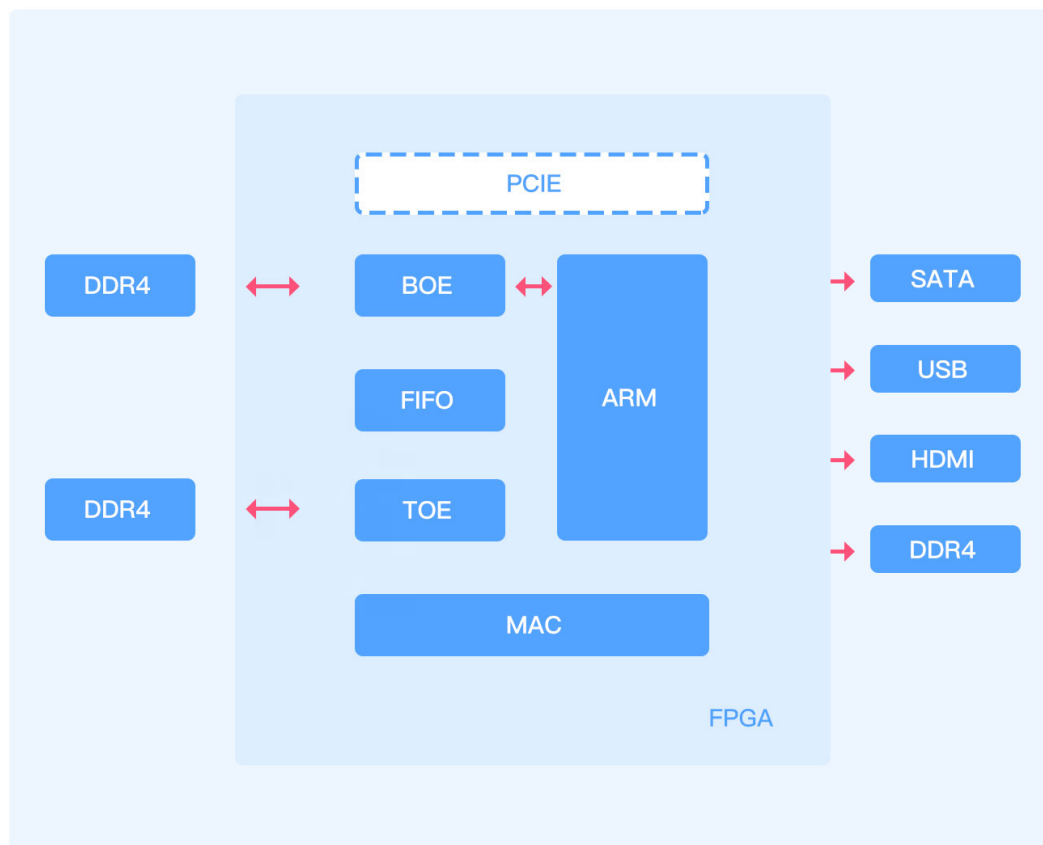 PCIE
DDR4
BOE
SATA
USB
FIFO
ARM
HDMI
DDR4
TOE
DDR4
MAC
FPGA